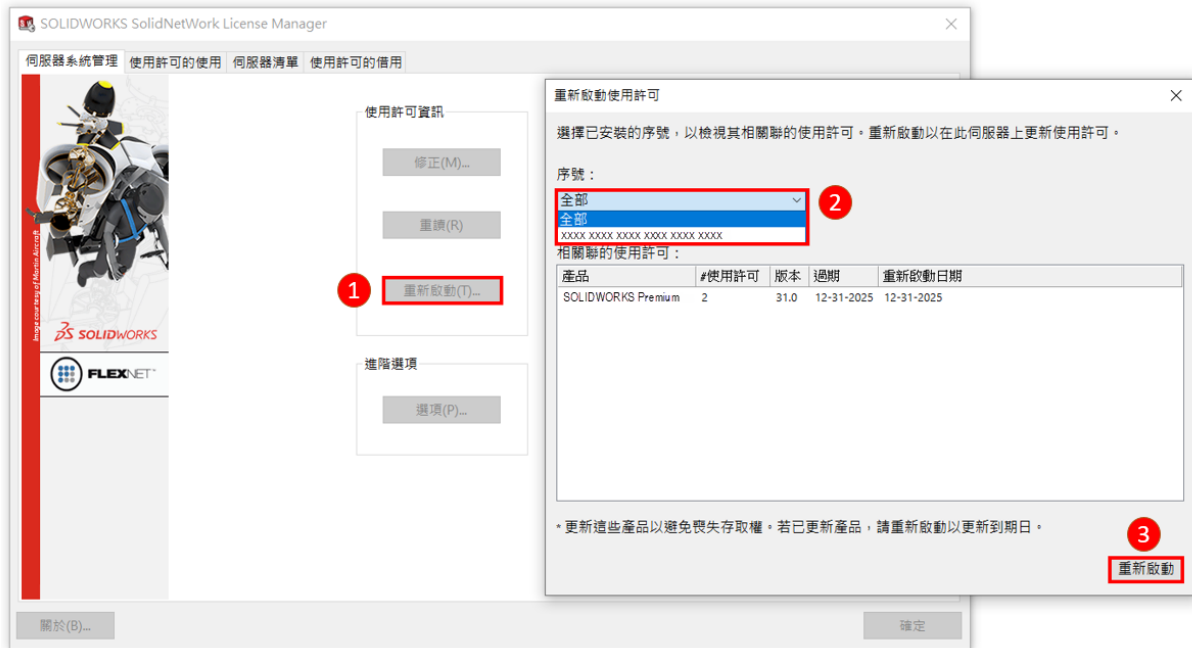 SOLIDWORKS SolidNetWork License Manager
伺服器系統管理 使用許可的使用 伺服器清單 使用許可的借用
使用許可資訊
修正(M)...
重讀(R)
1
重新啟動(T)...
進階選項
選項(P)...
Image courtesy of Martin Aircraft
3DS SOLIDWORKS
FLEXNET
關於(B)...
確定
重新啟動使用許可
選擇已安裝的序號，以檢視其相關聯的使用許可。重新啟動以在此伺服器上更新使用許可。
序號：
全部
2
全部
xxxx xxxx xxxx xxxx xxxx xxxx
相關聯的使用許可：
產品 #使用許可 版本 過期 重新啟動日期
SOLIDWORKS Premium 2 31.0 12-31-2025 12-31-2025
* 更新這些產品以避免喪失存取權。若已更新產品，請重新啟動以更新到期日。
3
重新啟動